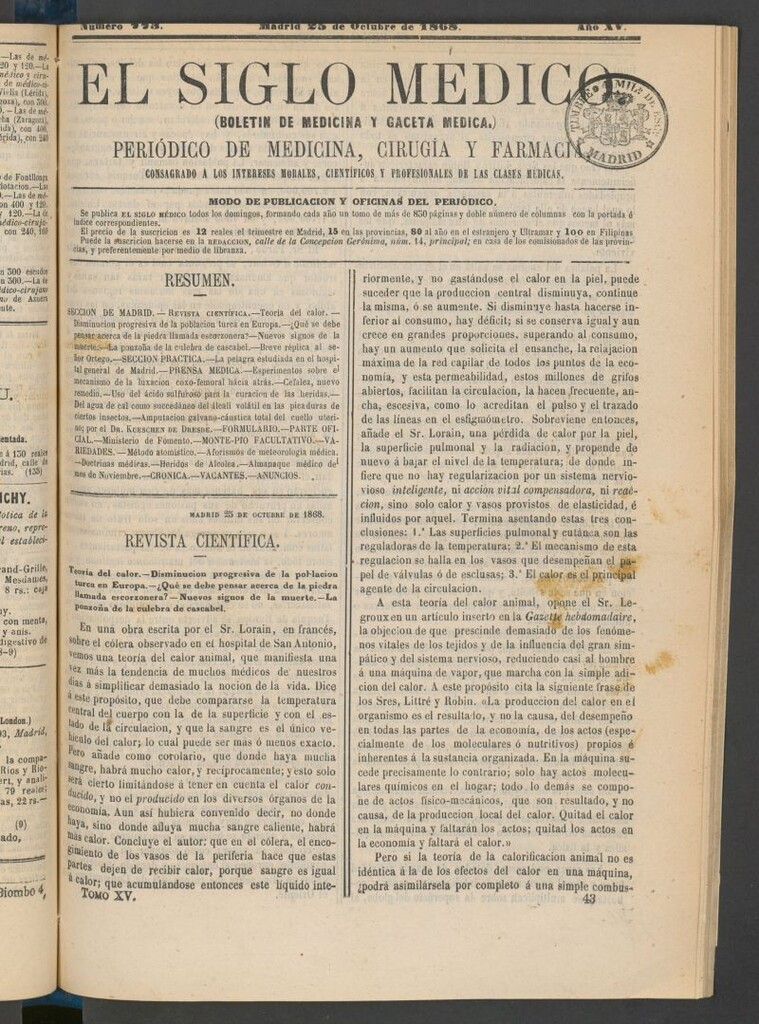 Numero 773.
Madrid 25 de Octubre de 1868.
Año XV.
EL SIGLO MEDICO
(BOLETIN DE MEDICINA Y GACETA MEDICA.)
PERIÓDICO DE MEDICINA, CIRUGÍA Y FARMACIA
CONSAGRADO Á LOS INTERESES MORALES, CIENTÍFICOS Y PROFESIONALES DE LAS CLASES MEDICAS.
MADRID
MODO DE PUBLICACION Y OFICINAS DEL PERIÓDICO.
Se publica EL SIGLO MÉDICO todos los domingos, formando cada año un tomo de más de 850 páginas y doble número de columnas con la portada é
índice correspondientes.
El precio de la suscricion es 12 reales el trimestre en Madrid, 15 en las provincias, 80 al año en el estranjero y Ultramar y 100 en Filipinas
Puede la suscricion hacerse en la REDACCION, calle de la Concepcion Gerónima, núm. 14, principal; en casa de los comisionados de las provin-
cias, y preferentemente por medio de libranza.
RESUMEN.
SECCION DE MADRID. — REVISTA CIENTÍFICA.—Teoría del calor. —
Disminucion progresiva de la poblacion turca en Europa.—¿Qué se debe
pensar acerca de la piedra llamada escorzonera?—Nuevos signos de la
muerte.—La ponzoña de la culebra de cascabel.—Breve réplica al se-
ñor Ortego.—SECCION PRACTICA.—La pelagra estudiada en el hospi-
tal general de Madrid.—PRENSA MEDICA.—Esperimentos sobre el
mecanismo de la luxacion coxo-femoral hácia atrás.—Cefalea, nuevo
remedio.—Uso del ácido sulfuroso para la curacion de las heridas.—
Del agua de cal como succedáneo del álcali volátil en las picaduras de
ciertos insectos.—Amputacion galvano-cáustica total del cuello uteri-
no; por el DR. KUESCHEN DE DRESDE.—FORMULARIO.—PARTE OFI-
CIAL.—Ministerio de Fomento.—MONTE-PIO FACULTATIVO.—VA-
RIEDADES.—Método atomístico.—Aforismos de meteorología médica.
—Doctrinas médicas.—Heridos de Alcolea.—Almanaque médico del
mes de Noviembre.—CRONICA.—VACANTES.—ANUNCIOS.
MADRID 25 DE OCTUBRE DE 1868.
REVISTA CIENTÍFICA.
Teoría del calor.—Disminucion progresiva de la poblacion
turca en Europa.—¿Qué se debe pensar acerca de la piedra
llamada escorzonera?—Nuevos signos de la muerte.—La
ponzoña de la culebra de cascabel.
En una obra escrita por el Sr. Lorain, en francés,
sobre el cólera observado en el hospital de San Antonio,
vemos una teoría del calor animal, que manifiesta una
vez más la tendencia de muchos médicos de nuestros
dias á simplificar demasiado la nocion de la vida. Dice
á este propósito, que debe compararse la temperatura
central del cuerpo con la de la superficie y con el es-
tado de la circulacion, y que la sangre es el único ve-
hículo del calor; lo cual puede ser más ó menos exacto.
Pero añade como corolario, que donde haya mucha
sangre, habrá mucho calor, y recíprocamente; y esto solo
será cierto limitándose á tener en cuenta el calor con-
ducido, y no el producido en los diversos órganos de la
economía. Aun así hubiera convenido decir, no donde
haya, sino donde afluya mucha sangre caliente, habrá
más calor. Concluye el autor: que en el cólera, el enco-
gimiento de los vasos de la periferia hace que estas
partes dejen de recibir calor, porque sangre es igual
á calor; que acumulándose entonces este líquido inte-
TOMO XV.
riormente, y no gastándose el calor en la piel, puede
suceder que la produccion central disminuya, continúe
la misma, ó se aumente. Si disminuye hasta hacerse in-
ferior al consumo, hay déficit; si se conserva igual y aun
crece en grandes proporciones, superando al consumo,
hay un aumento que solicita el ensanche, la relajacion
máxima de la red capilar de todos los puntos de la eco-
nomía, y esta permeabilidad, estos millones de grifos
abiertos, facilitan la circulacion, la hacen frecuente, an-
cha, escesiva, como lo acreditan el pulso y el trazado
de las líneas en el esfigmómetro. Sobreviene entonces,
añade el Sr. Lorain, una pérdida de calor por la piel,
la superficie pulmonal y la radiacion, y propende de
nuevo á bajar el nivel de la temperatura; de donde in-
fiere que no hay regularizacion por un sistema ner-
vioso inteligente, ni accion vital compensadora, ni reac-
cion, sino solo calor y vasos provistos de elasticidad, é
influidos por aquel. Termina asentando estas tres con-
clusiones: 1.ª Las superficies pulmonal y cutánea son las
reguladoras de la temperatura; 2.ª El mecanismo de esta
regulacion se halla en los vasos que desempeñan el pa-
pel de válvulas ó de esclusas; 3.ª El calor es el principal
agente de la circulacion.
A esta teoría del calor animal, opone el Sr. Le-
groux en un artículo inserto en la Gazette hebdomadaire,
la objecion de que prescinde demasiado de los fenóme-
nos vitales de los tejidos y de la influencia del gran sim-
pático y del sistema nervioso, reduciendo casi al hombre
á una máquina de vapor, que marcha con la simple adi-
cion del calor. A este propósito cita la siguiente frase de
los Sres, Littré y Robin. «La produccion del calor en el
organismo es el resultado, y no la causa, del desempeño
en todas las partes de la economía, de los actos (espe-
cialmente de los moleculares ó nutritivos) propios é
inherentes á la sustancia organizada. En la máquina su-
cede precisamente lo contrario; solo hay actos molecu-
lares químicos en el hogar; todo lo demás se compo-
ne de actos físico-mecánicos, que son resultado, y no
causa, de la produccion local del calor. Quitad el calor
en la máquina y faltarán los actos; quitad los actos en
la economía y faltará el calor.»
Pero si la teoría de la calorificacion animal no es
idéntica á la de los efectos del calor en una máquina,
¿podrá asimilársela por completo á una simple combus-
43